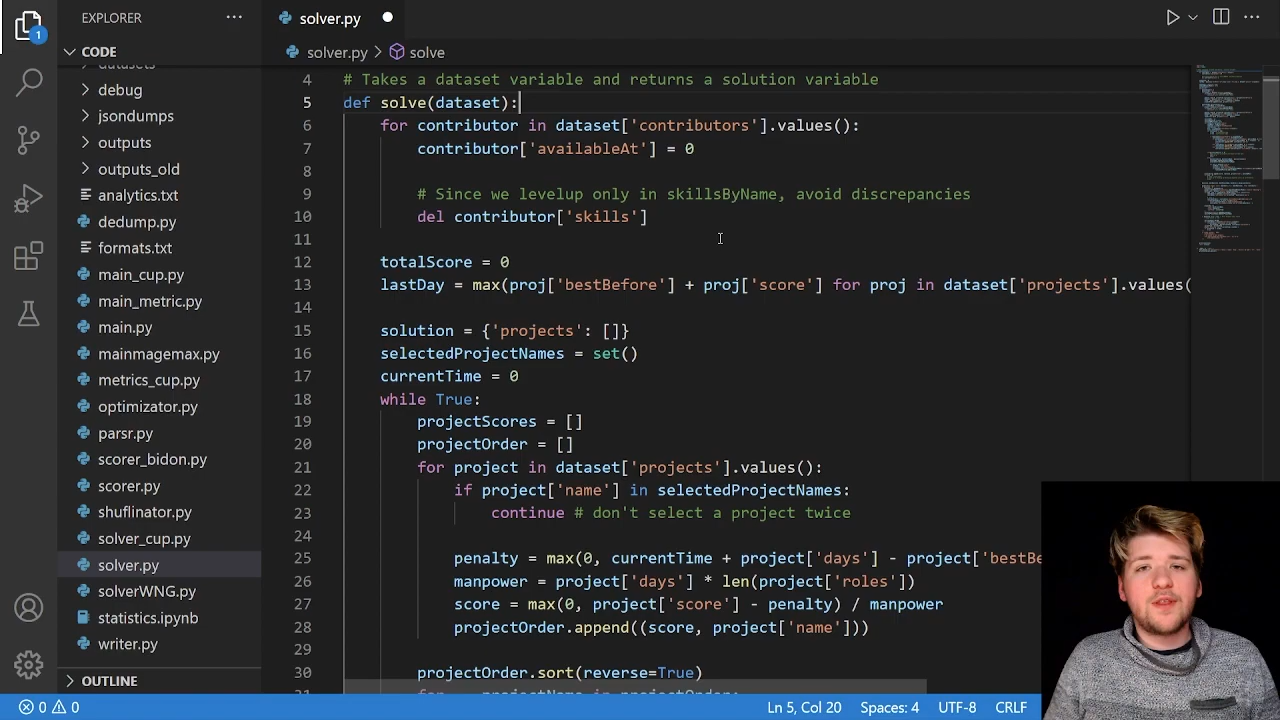 EXPLORER
solver.py
1
CODE
solver.py > solve
datasets
debug
jsondumps
outputs
outputs_old
analytics.txt
dedump.py
formats.txt
main_cup.py
main_metric.py
main.py
mainmagemax.py
metrics_cup.py
optimizator.py
parsr.py
scorer_bidon.py
scorer.py
shuflinator.py
solver_cup.py
solver.py
solverWNG.py
statistics.ipynb
writer.py
OUTLINE
4 # Takes a dataset variable and returns a solution variable
5 def solve(dataset):
6 for contributor in dataset['contributors'].values():
7 contributor['availableAt'] = 0
8
9 # Since we levelup only in skillsByName, avoid discrepancies
10 del contributor['skills']
11
12 totalScore = 0
13 lastDay = max(proj['bestBefore'] + proj['score'] for proj in dataset['projects'].values(
14
15 solution = {'projects': []}
16 selectedProjectNames = set()
17 currentTime = 0
18 while True:
19 projectScores = []
20 projectOrder = []
21 for project in dataset['projects'].values():
22 if project['name'] in selectedProjectNames:
23 continue # don't select a project twice
24
25 penalty = max(0, currentTime + project['days'] - project['bestBe
26 manpower = project['days'] * len(project['roles'])
27 score = max(0, project['score'] - penalty) / manpower
28 projectOrder.append((score, project['name']))
29
30 projectOrder.sort(reverse=True)
31 for projectName in projectOrder:
0 0
Ln 5, Col 20
Spaces: 4
UTF-8
CRLF